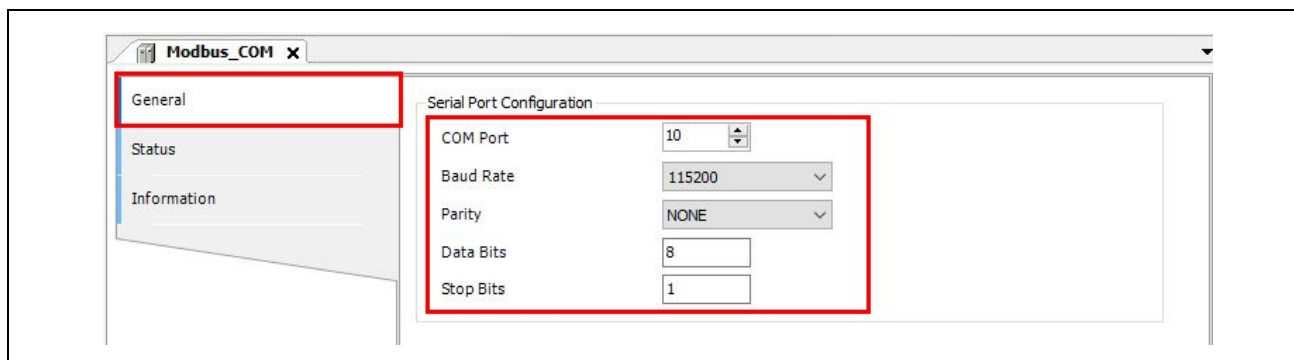 Modbus_COM X
General
Status
Information
Serial Port Configuration
COM Port 10
Baud Rate 115200
Parity NONE
Data Bits 8
Stop Bits 1